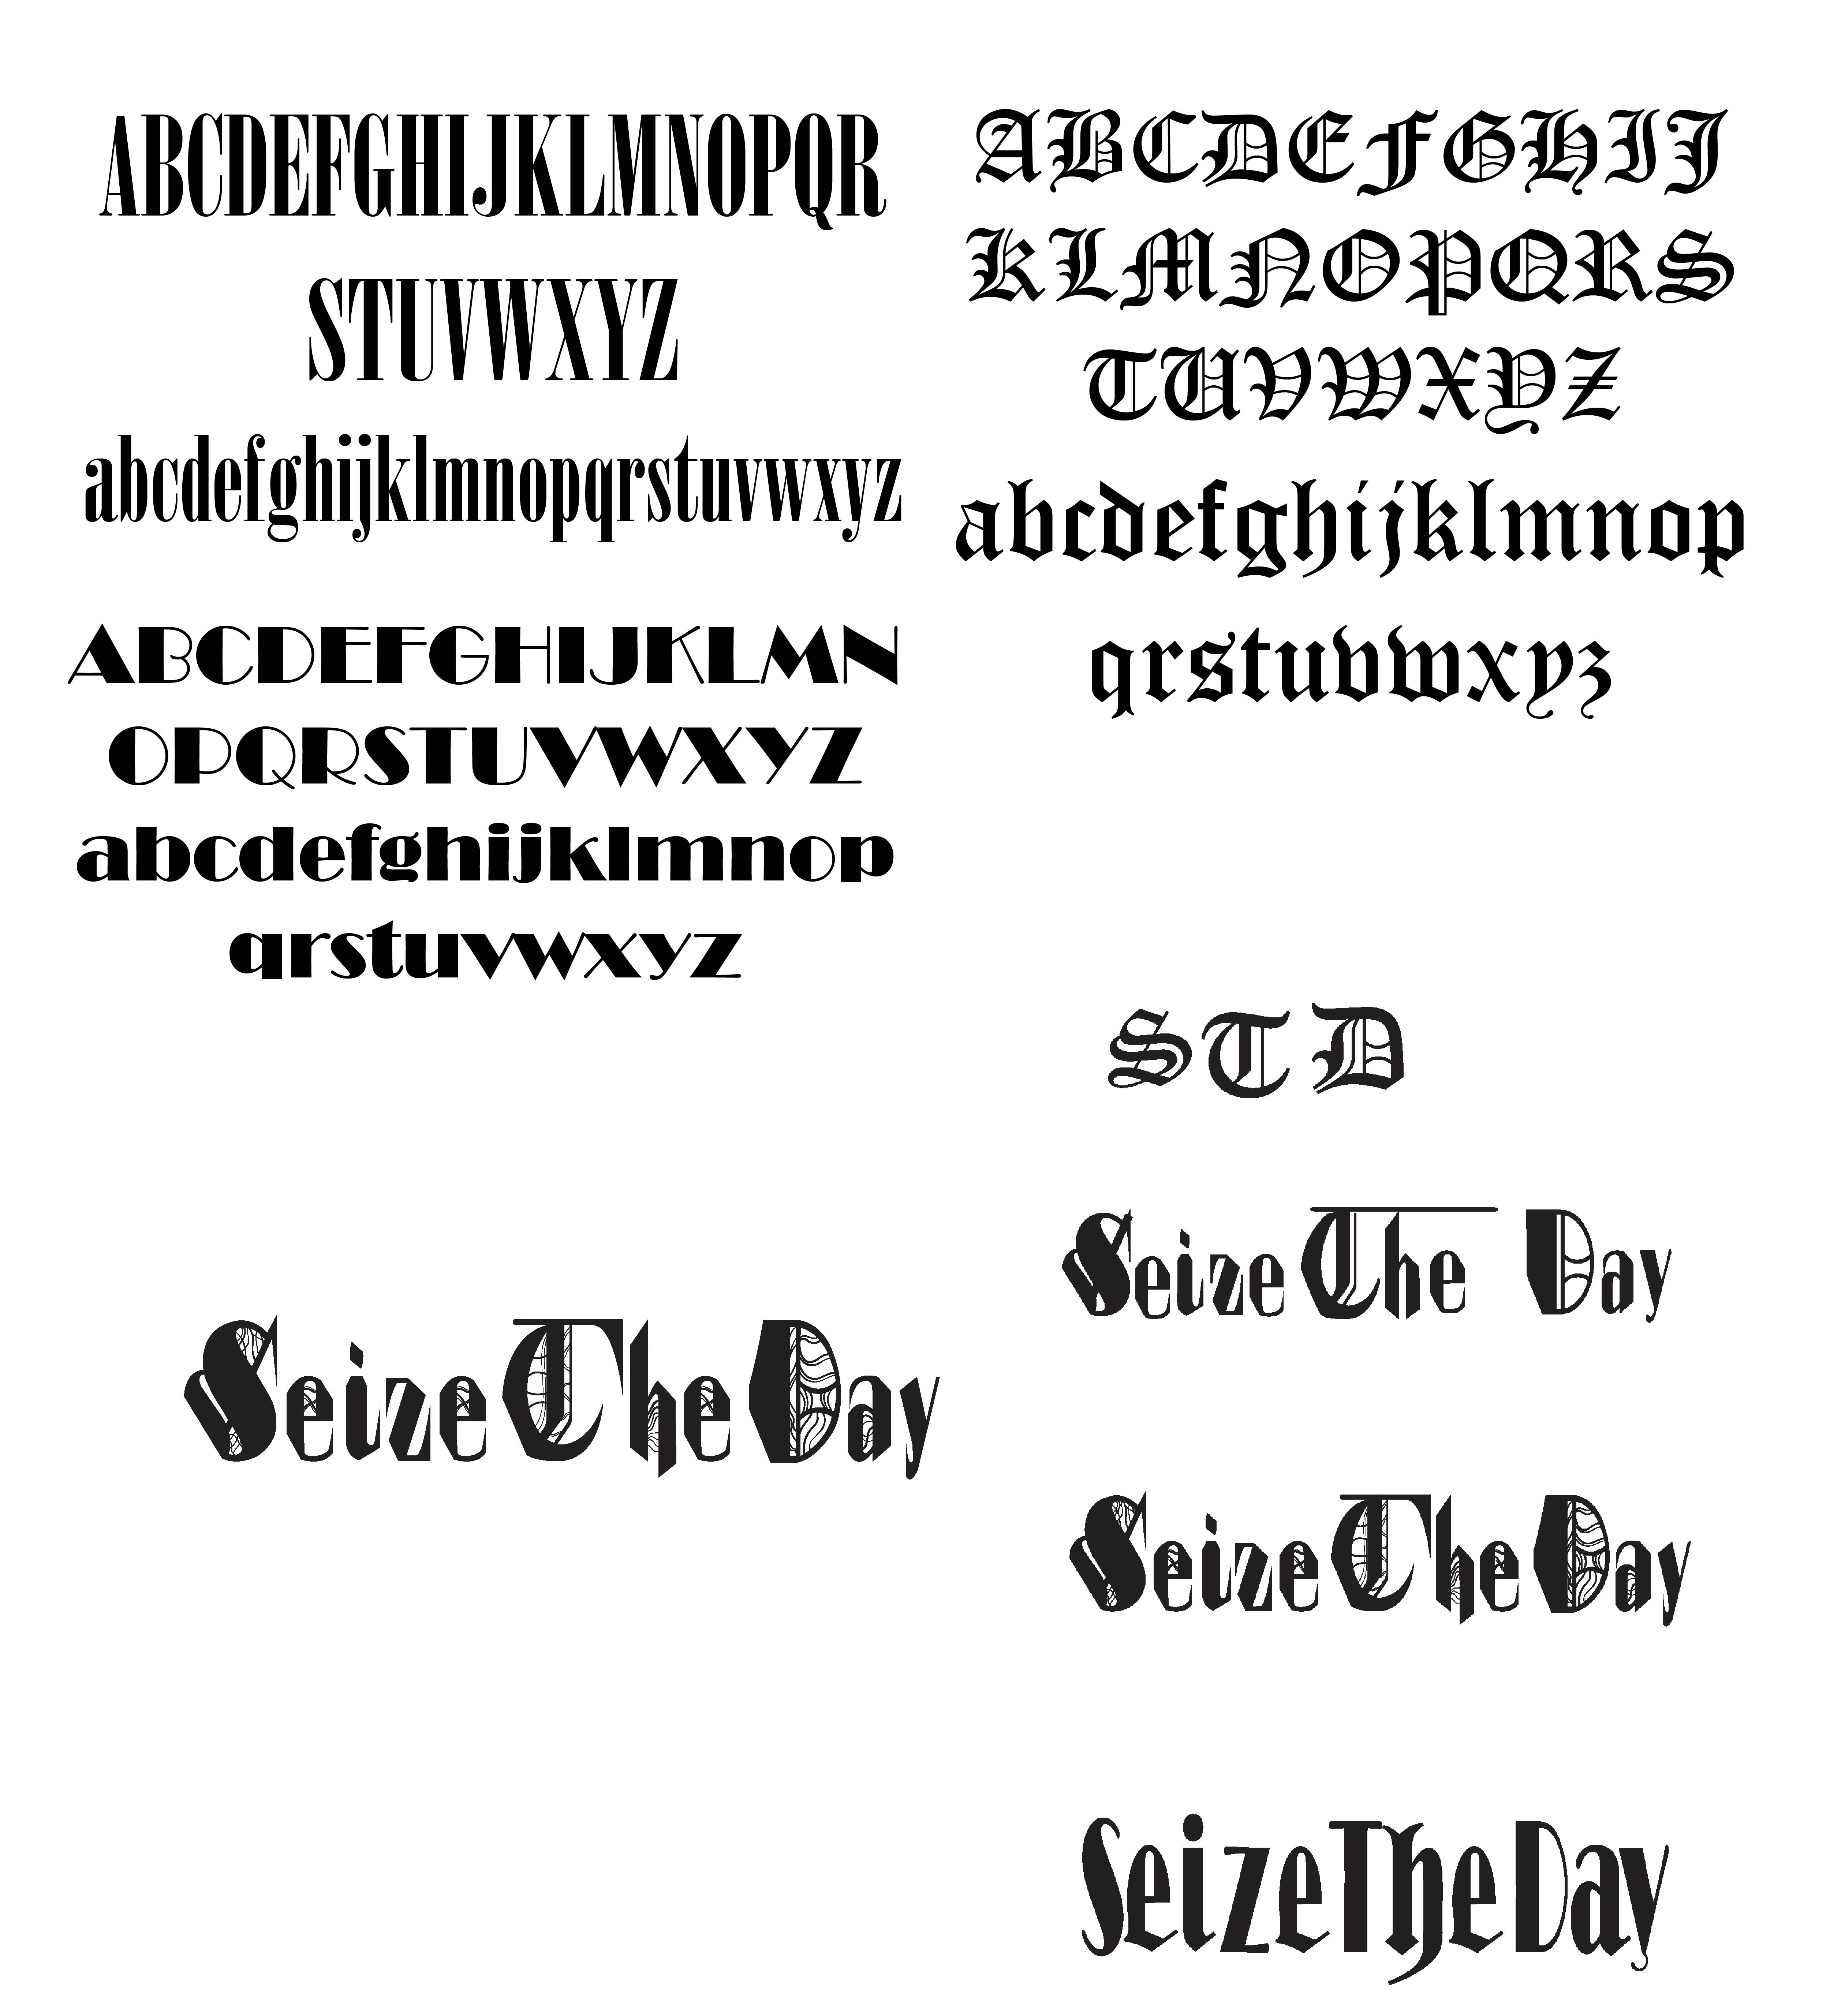 ABCDEFGHIJKLMNOPQR
STUVWXYZ
abcdefghijklmnopqrstuvwxyz
ABCDEFGHIJKLMN
OPQRSTUVWXYZ
abcdefghijklmnop
qrstuvwxyz
ABCDEFGHIJ
KLMNOPQRS
TUVWXYZ
abcdefghijklmnop
qrstuvwxyz
S T D
Seize The Day
Seize The Day
Seize The Day
Seize The Day